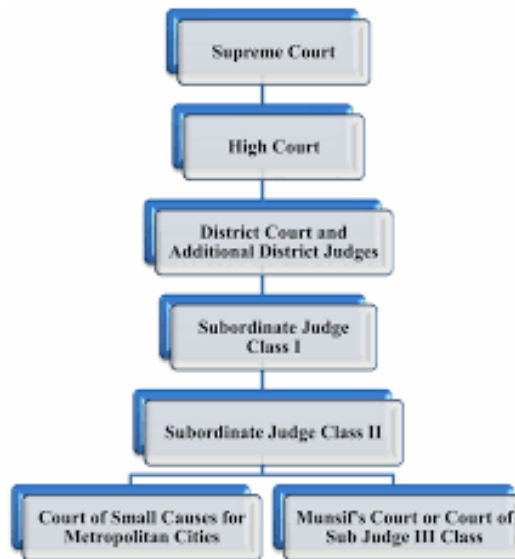 Supreme Court
High Court
District Court and
Additional District Judges
Subordinate Judge
Class I
Subordinate Judge Class II
Court of Small Causes for
Metropolitan Cities
Munsif's Court or Court of
Sub Judge III Class